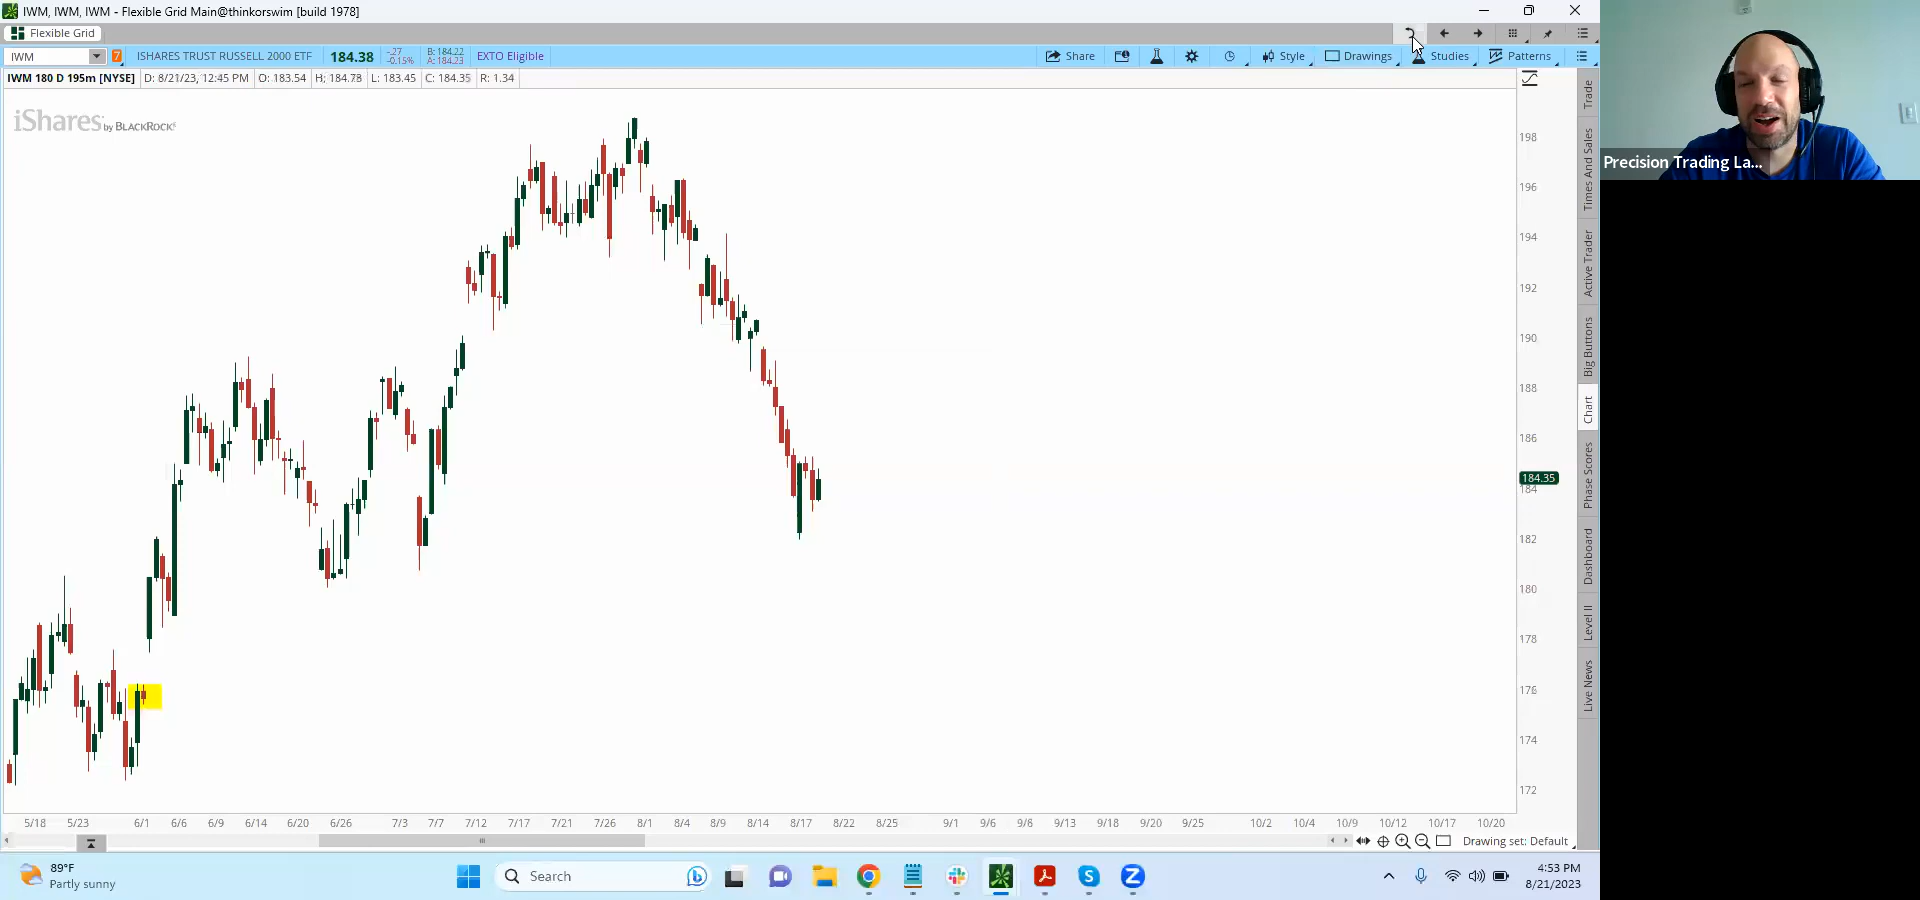 IWM, IWM, IWM - Flexible Grid Main@thinkorswim [build 1978]
Flexible Grid
IWM 7 ISHARES TRUST RUSSELL 2000 ETF 184.38 -.27 -0.15% B: 184.22 A: 184.23 EXTO Eligible Share Style Drawings Studies Patterns
IWM 180 D 195m [NYSE] D: 8/21/23, 12:45 PM O: 183.54 H: 184.78 L: 183.45 C: 184.35 R: 1.34
iShares by BLACKROCK®
198
196
194
192
190
188
186
184.35
184
182
180
178
176
174
172
5/18 5/23 6/1 6/6 6/9 6/14 6/20 6/26 7/3 7/7 7/12 7/17 7/21 7/26 8/1 8/4 8/9 8/14 8/17 8/22 8/25 9/1 9/6 9/8 9/13 9/18 9/20 9/25 10/2 10/4 10/9 10/12 10/17 10/20
Drawing set: Default
Trade
Times And Sales
Active Trader
Big Buttons
Chart
Phase Scores
Dashboard
Level II
Live News
Precision Trading La...
89°F
Partly sunny
Search
4:53 PM
8/21/2023